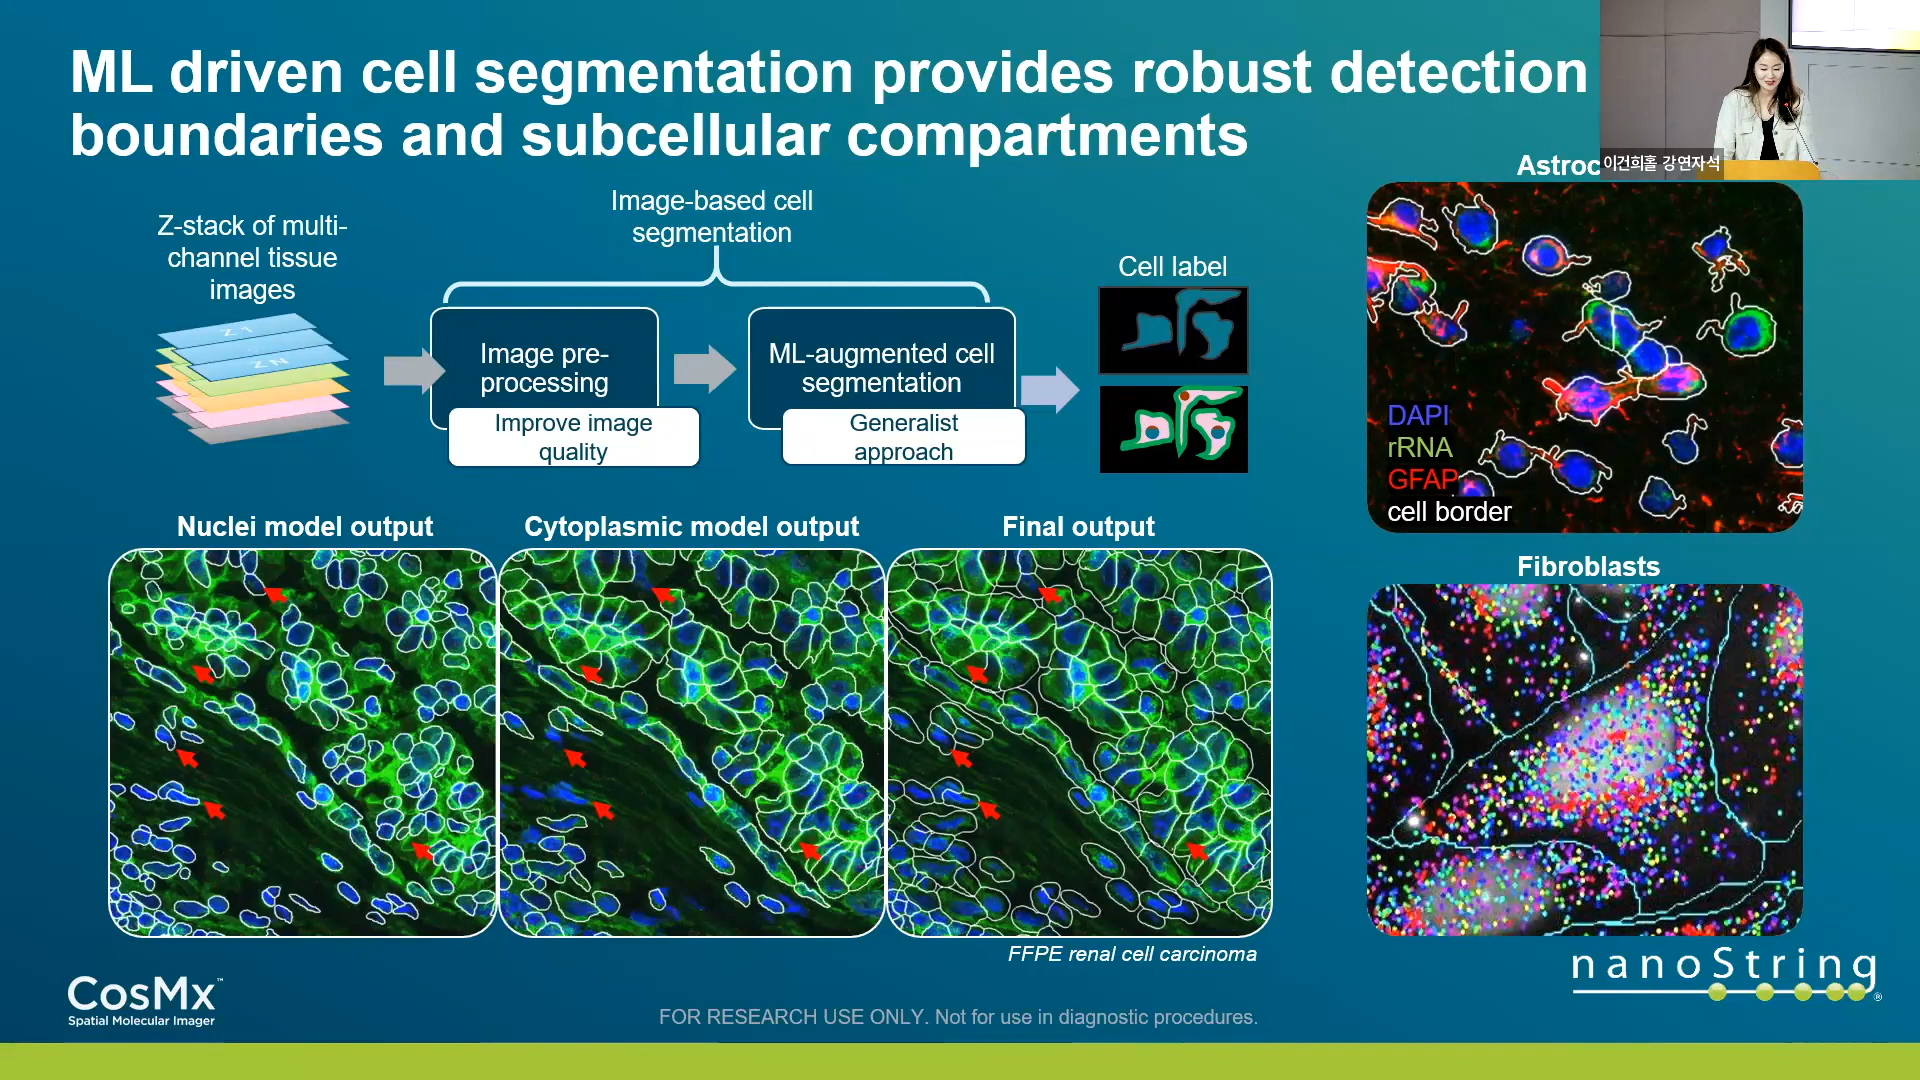 ML driven cell segmentation provides robust detection
boundaries and subcellular compartments
이건희홀 강연자석
Z-stack of multi-
channel tissue
images
Z 1
Z N
Image-based cell
segmentation
Image pre-
processing
Improve image
quality
ML-augmented cell
segmentation
Generalist
approach
Cell label
Astroc
DAPI
rRNA
GFAP
cell border
Nuclei model output
Cytoplasmic model output
Final output
FFPE renal cell carcinoma
Fibroblasts
CosMx™
Spatial Molecular Imager
FOR RESEARCH USE ONLY. Not for use in diagnostic procedures.
nanoString®